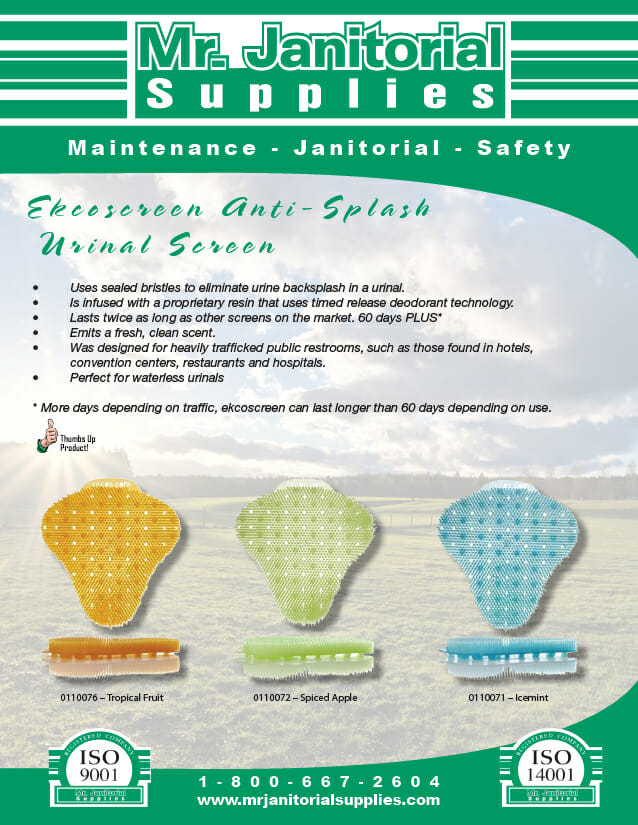 Mr. Janitorial
Supplies
Maintenance - Janitorial - Safety
Ekcoscreen Anti-Splash
Urinal Screen
• Uses sealed bristles to eliminate urine backsplash in a urinal.
• Is infused with a proprietary resin that uses timed release deodorant technology.
• Lasts twice as long as other screens on the market. 60 days PLUS*
• Emits a fresh, clean scent.
• Was designed for heavily trafficked public restrooms, such as those found in hotels,
convention centers, restaurants and hospitals.
• Perfect for waterless urinals
* More days depending on traffic, ekcoscreen can last longer than 60 days depending on use.
Thumbs Up
Product!
0110076 – Tropical Fruit
0110072 – Spiced Apple
0110071 – Icemint
REGISTERED COMPANY
ISO
9001
Mr. Janitorial
Supplies
1-800-667-2604
www.mrjanitorialsupplies.com
REGISTERED COMPANY
ISO
14001
Mr. Janitorial
Supplies